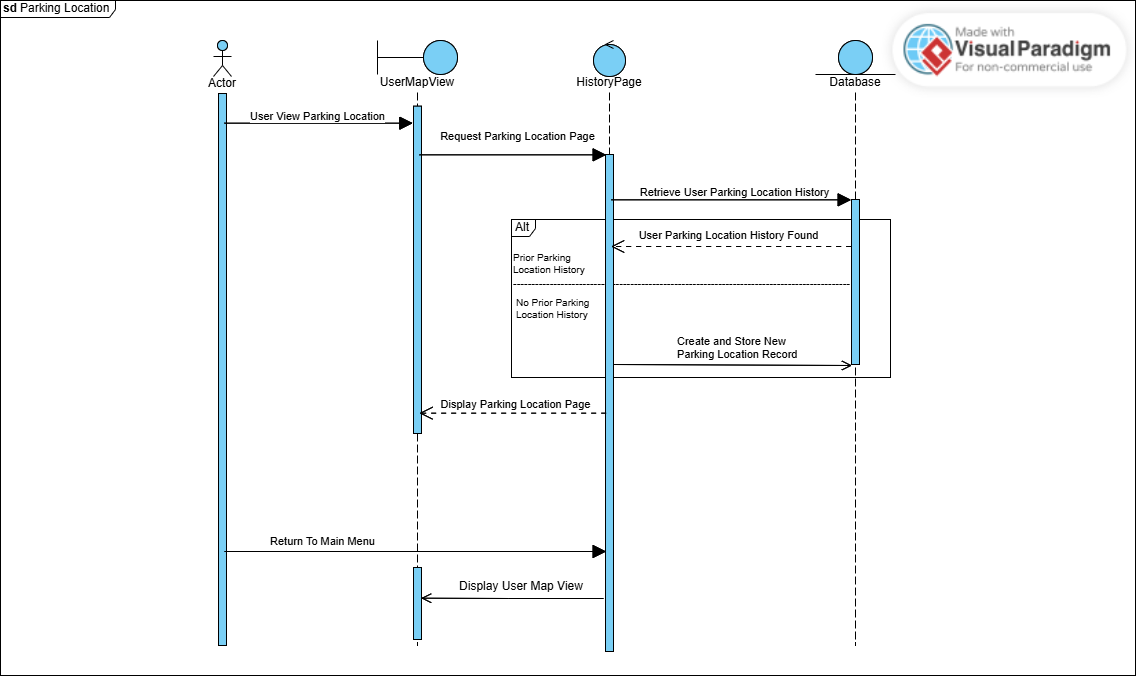 sd Parking Location
Made with
Visual Paradigm
For non-commercial use
Actor
UserMapView
HistoryPage
Database
User View Parking Location
Request Parking Location Page
Retrieve User Parking Location History
Alt
User Parking Location History Found
Prior Parking
Location History
No Prior Parking
Location History
Create and Store New
Parking Location Record
Display Parking Location Page
Return To Main Menu
Display User Map View